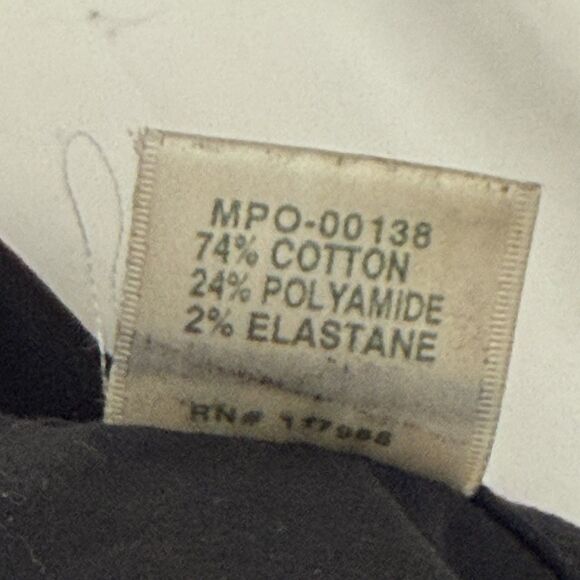 MPO-00138
74% COTTON
24% POLYAMIDE
2% ELASTANE
RN#